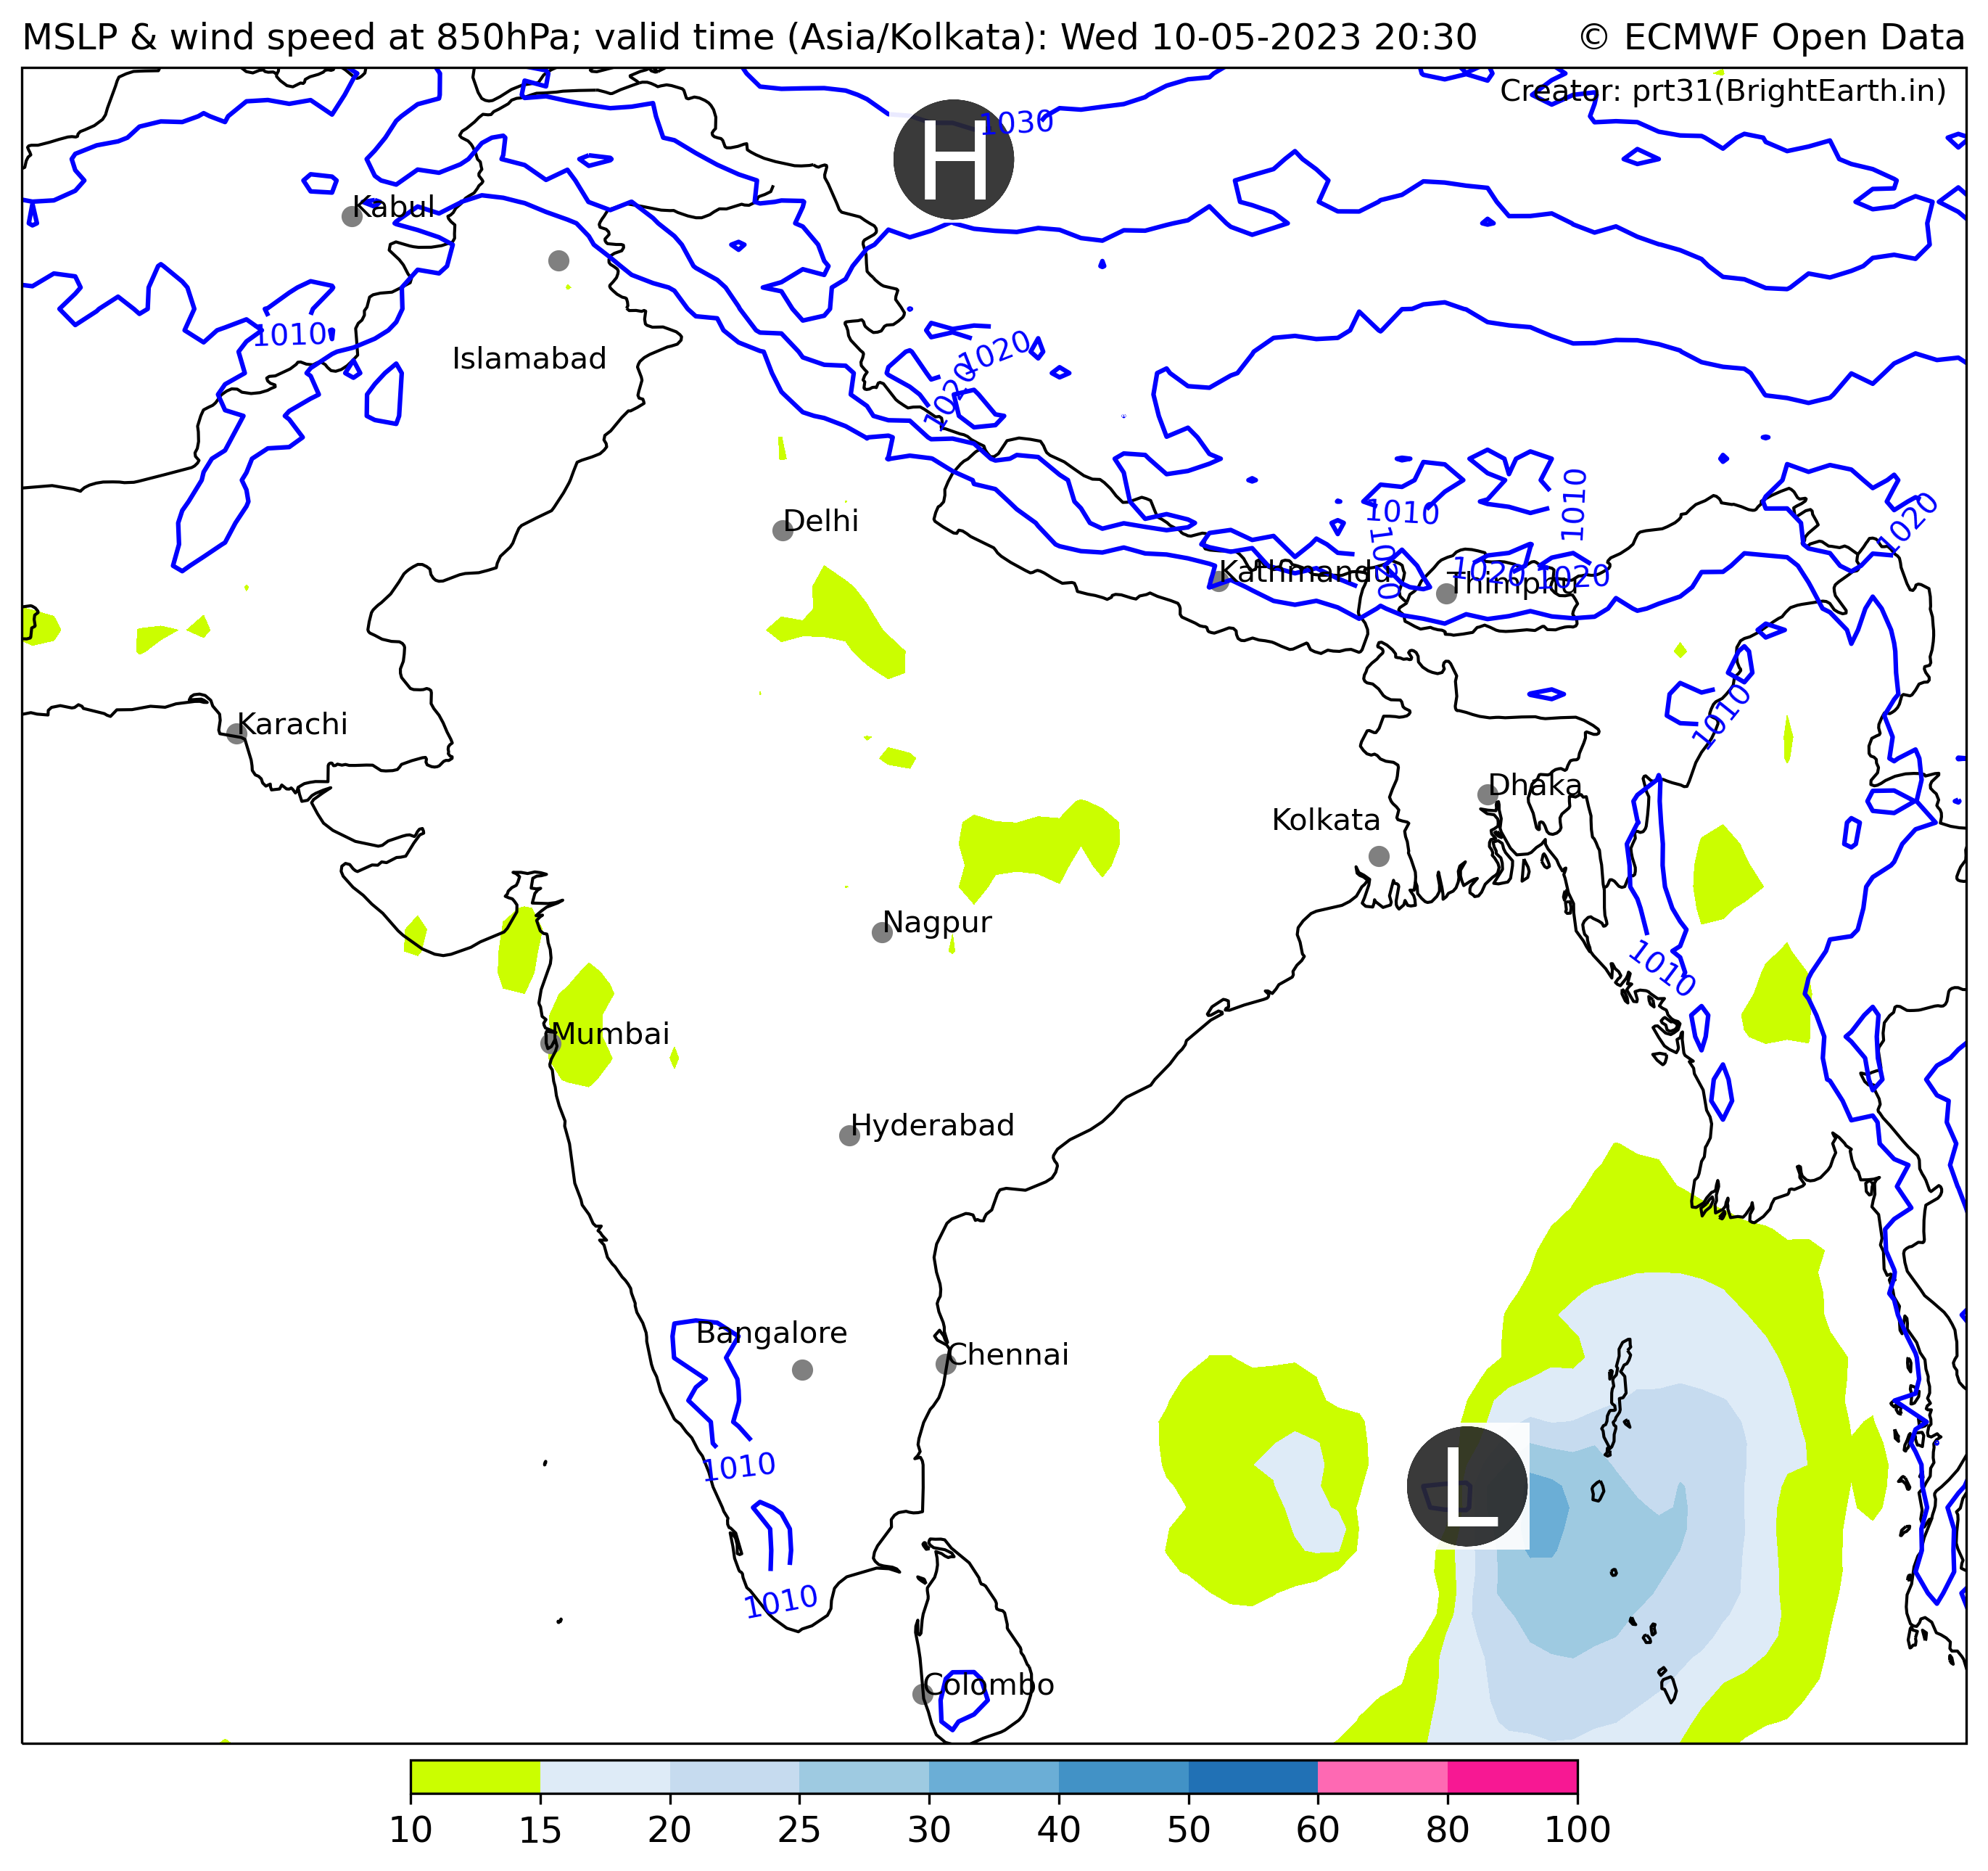 MSLP & wind speed at 850hPa; valid time (Asia/Kolkata): Wed 10-05-2023 20:30
© ECMWF Open Data
Creator: prt31(BrightEarth.in)
H
1030
Kabul
1010
1020
Islamabad
1020
1010
1010
1020
Delhi
1020
Kathmandu
1020
1020
Thimphu
1010
Karachi
Dhaka
Kolkata
Nagpur
1010
Mumbai
Hyderabad
Bangalore
Chennai
1010
L
1010
Colombo
10 15 20 25 30 40 50 60 80 100